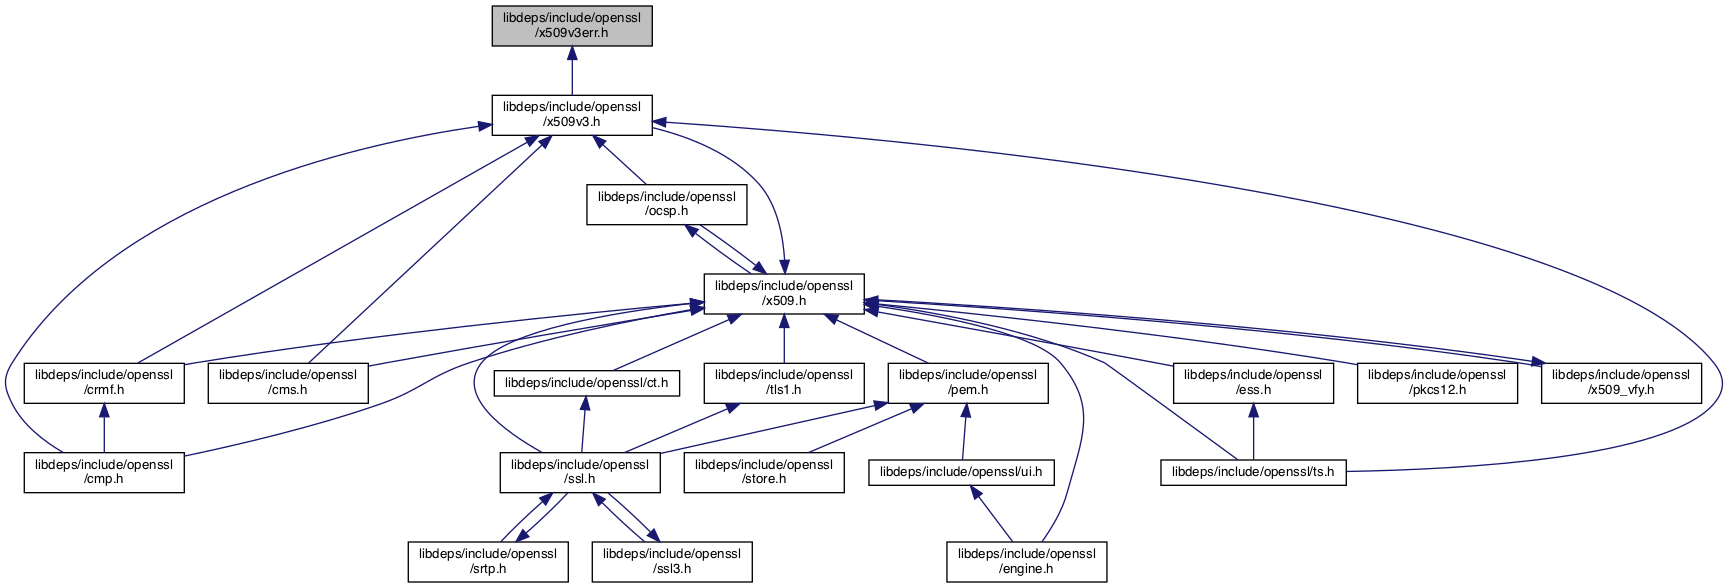 libdeps/include/openssl
/x509v3err.h
libdeps/include/openssl
/x509v3.h
libdeps/include/openssl
/ocsp.h
libdeps/include/openssl
/x509.h
libdeps/include/openssl
/crmf.h
libdeps/include/openssl
/cms.h
libdeps/include/openssl/ct.h
libdeps/include/openssl
/tls1.h
libdeps/include/openssl
/pem.h
libdeps/include/openssl
/ess.h
libdeps/include/openssl
/pkcs12.h
libdeps/include/openssl
/x509_vfy.h
libdeps/include/openssl
/cmp.h
libdeps/include/openssl
/ssl.h
libdeps/include/openssl
/store.h
libdeps/include/openssl/ui.h
libdeps/include/openssl/ts.h
libdeps/include/openssl
/srtp.h
libdeps/include/openssl
/ssl3.h
libdeps/include/openssl
/engine.h